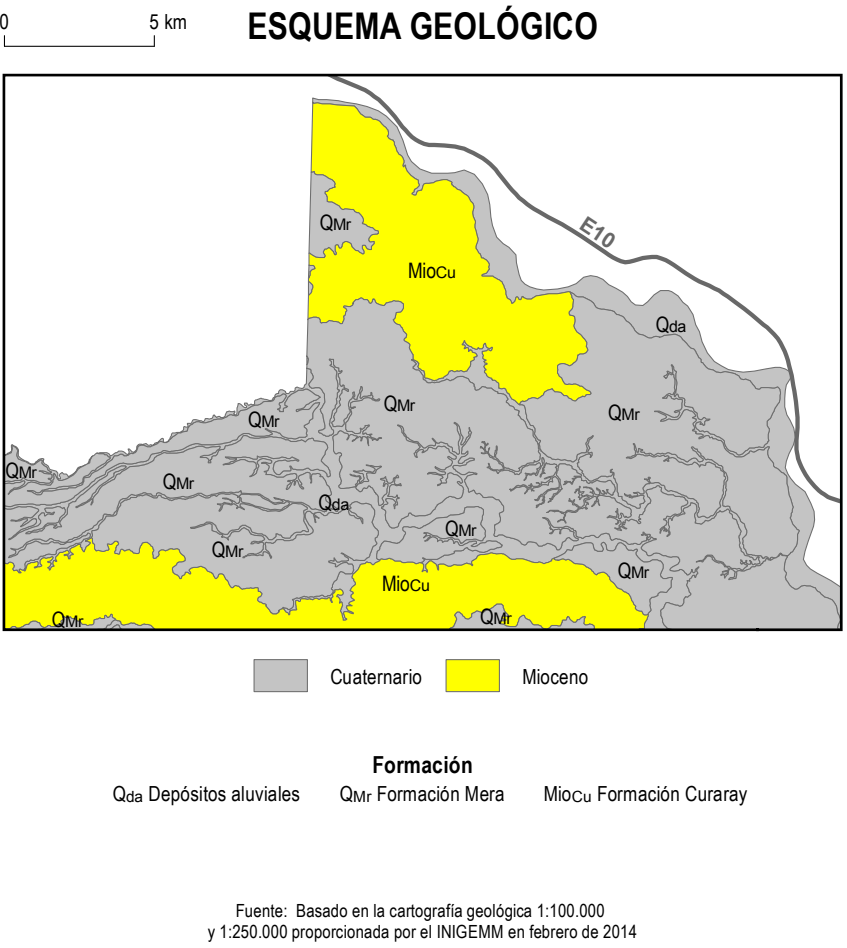 0 5 km
ESQUEMA GEOLÓGICO
E10
QMr
MioCu
Qda
QMr
QMr
QMr
QMr
QMr
Qda
QMr
QMr
QMr
MioCu
QMr
QMr
Cuaternario Mioceno
Formación
Qda Depósitos aluviales QMr Formación Mera MioCu Formación Curaray
Fuente: Basado en la cartografía geológica 1:100.000
y 1:250.000 proporcionada por el INIGEMM en febrero de 2014